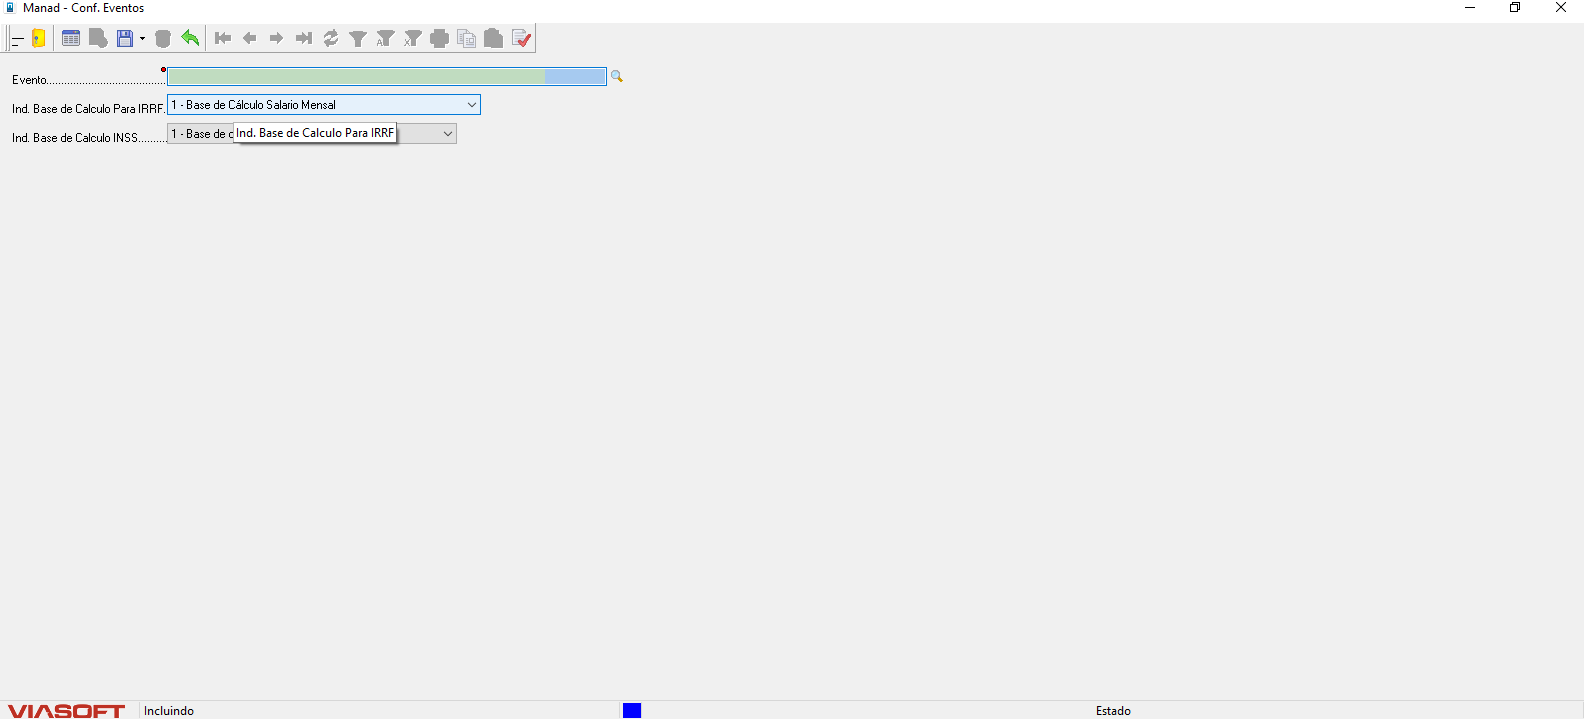 Manad - Conf. Eventos
Evento
Ind. Base de Calculo Para IRRF.
1 - Base de Cálculo Salario Mensal
Ind. Base de Calculo INSS
1 - Base de
Ind. Base de Calculo Para IRRF
VIASOFT
Incluindo
Estado